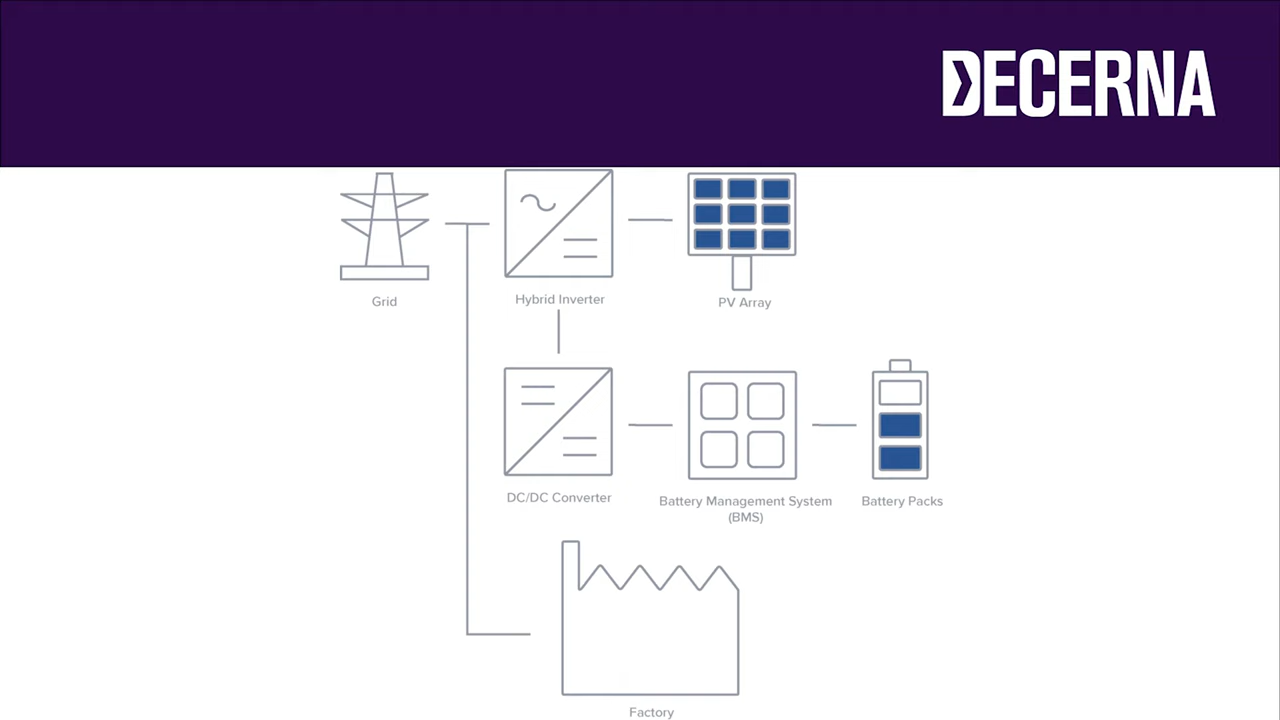 DECERNA
Grid
Hybrid Inverter
PV Array
DC/DC Converter
Battery Management System
(BMS)
Battery Packs
Factory